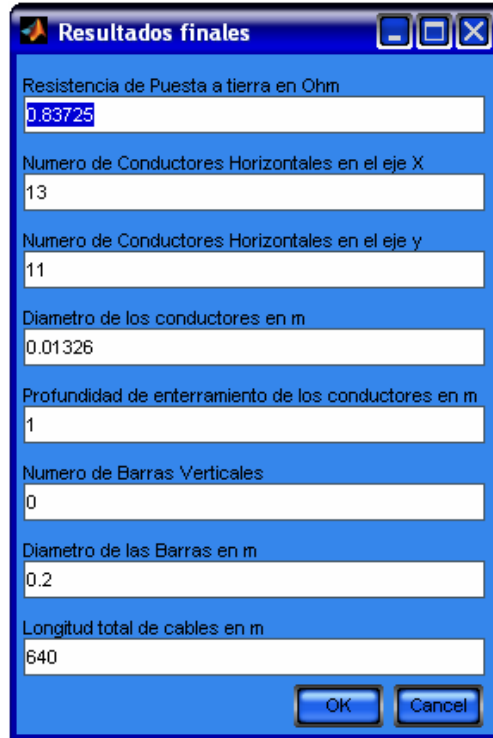 Resultados finales
Resistencia de Puesta a tierra en Ohm
0.83725
Numero de Conductores Horizontales en el eje X
13
Numero de Conductores Horizontales en el eje y
11
Diametro de los conductores en m
0.01326
Profundidad de enterramiento de los conductores en m
1
Numero de Barras Verticales
0
Diametro de las Barras en m
0.2
Longitud total de cables en m
640
OK Cancel